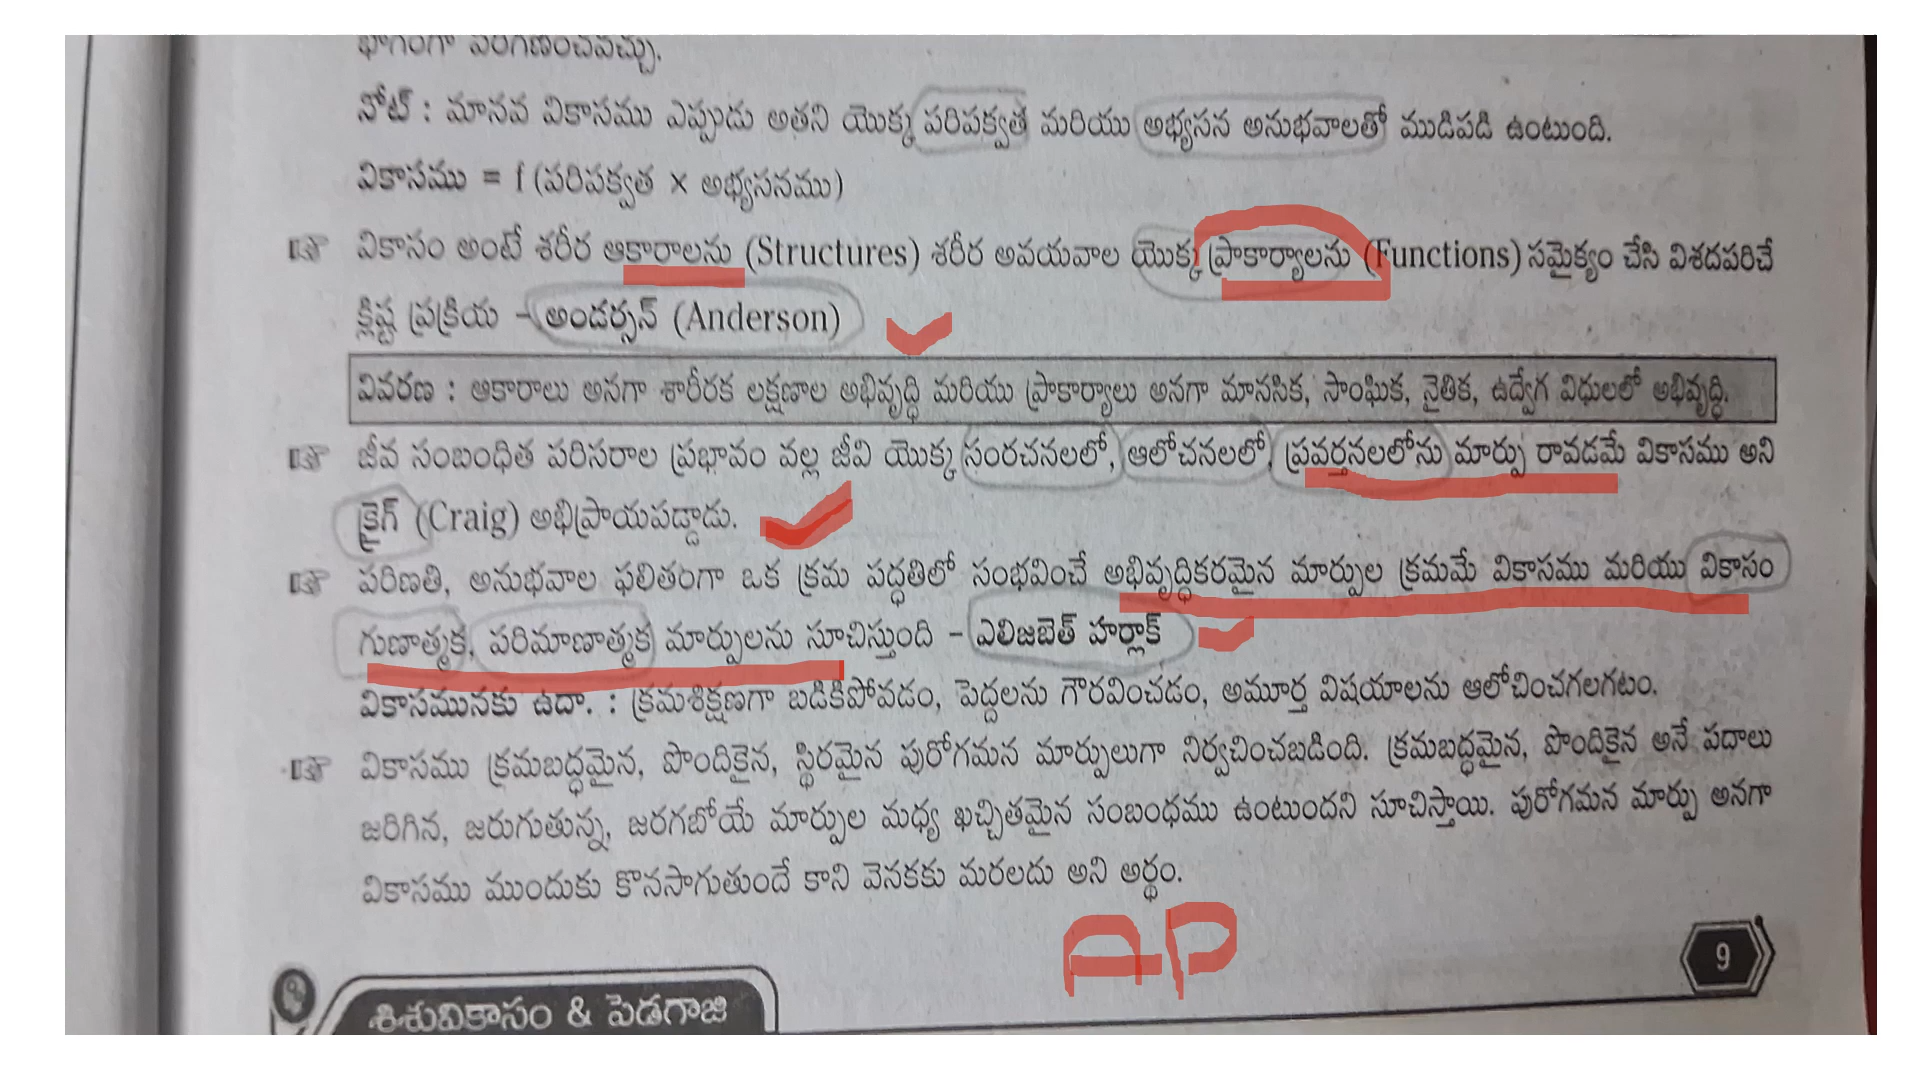 భాగంగా పరిగణించవచ్చు.
నోట్ : మానవ వికాసము ఎప్పుడు అతని యొక్క పరిపక్వత మరియు అభ్యసన అనుభవాలతో ముడిపడి ఉంటుంది.
వికాసము = f (పరిపక్వత × అభ్యసనము)
☞ వికాసం అంటే శరీర ఆకారాలను (Structures) శరీర అవయవాల యొక్క ప్రాకార్యాలను (Functions) సమైక్యం చేసి విశదపరిచే
క్లిష్ట ప్రక్రియ - అండర్సన్ (Anderson)
వివరణ : ఆకారాలు అనగా శారీరక లక్షణాల అభివృద్ధి మరియు ప్రాకార్యాలు అనగా మానసిక, సాంఘిక, నైతిక, ఉద్వేగ విధులలో అభివృద్ధి.
☞ జీవ సంబంధిత పరిసరాల ప్రభావం వల్ల జీవి యొక్క సంరచనలలో, ఆలోచనలలో, ప్రవర్తనలలోను మార్పు రావడమే వికాసము అని
క్రైగ్ (Craig) అభిప్రాయపడ్డాడు.
☞ పరిణతి, అనుభవాల ఫలితంగా ఒక క్రమ పద్ధతిలో సంభవించే అభివృద్ధికరమైన మార్పుల క్రమమే వికాసము మరియు వికాసం
గుణాత్మక, పరిమాణాత్మక మార్పులను సూచిస్తుంది - ఎలిజబెత్ హర్లాక్
వికాసమునకు ఉదా. : క్రమశిక్షణగా బడికిపోవడం, పెద్దలను గౌరవించడం, అమూర్త విషయాలను ఆలోచించగలగటం.
☞ వికాసము క్రమబద్ధమైన, పొందికైన, స్థిరమైన పురోగమన మార్పులుగా నిర్వచించబడింది. క్రమబద్ధమైన, పొందికైన అనే పదాలు
జరిగిన, జరుగుతున్న, జరగబోయే మార్పుల మధ్య ఖచ్చితమైన సంబంధము ఉంటుందని సూచిస్తాయి. పురోగమన మార్పు అనగా
వికాసము ముందుకు కొనసాగుతుందే కాని వెనకకు మరలదు అని అర్థం.
AP
9
శిశువికాసం & పెడగాజి